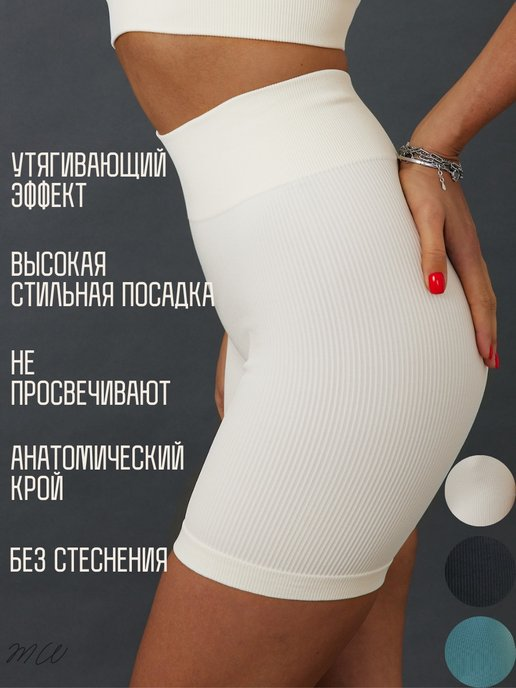 УТЯГИВАЮЩИЙ
ЭФФЕКТ
ВЫСОКАЯ
СТИЛЬНАЯ ПОСАДКА
НЕ
ПРОСВЕЧИВАЮТ
АНАТОМИЧЕСКИЙ
КРОЙ
БЕЗ СТЕСНЕНИЯ